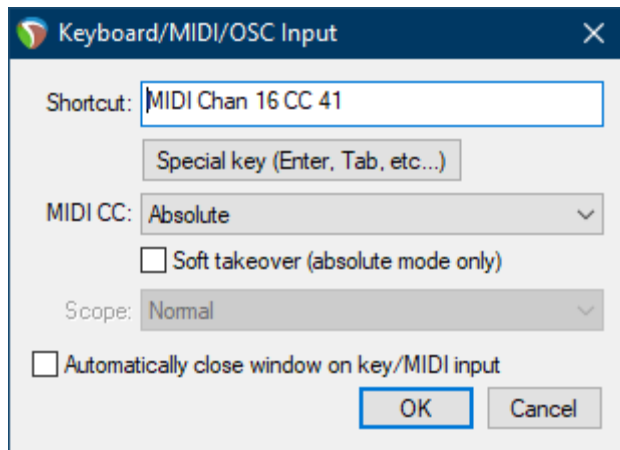 Keyboard/MIDI/OSC Input
Shortcut: MIDI Chan 16 CC 41
Special key (Enter, Tab, etc...)
MIDI CC: Absolute
Soft takeover (absolute mode only)
Scope: Normal
Automatically close window on key/MIDI input
OK Cancel